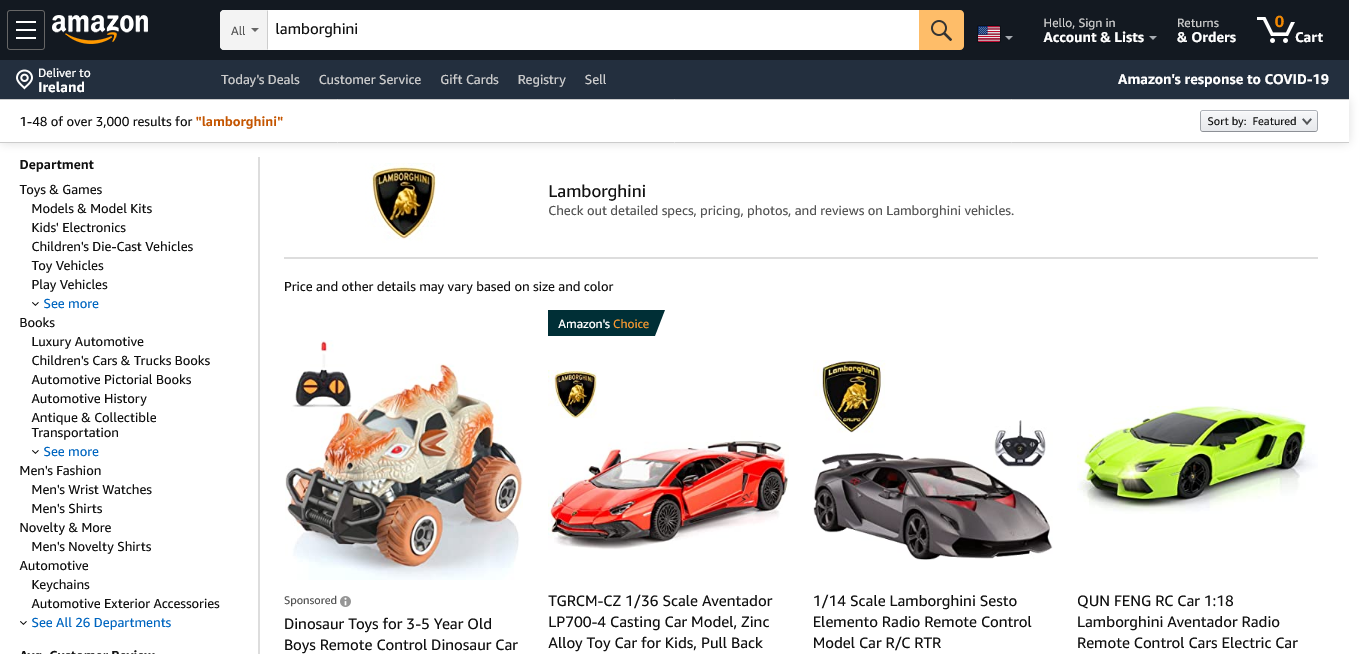 amazon
All
lamborghini
Hello, Sign in
Account & Lists
Returns
& Orders
0
Cart
Deliver to
Ireland
Today's Deals
Customer Service
Gift Cards
Registry
Sell
Amazon's response to COVID-19
1-48 of over 3,000 results for "lamborghini"
Sort by: Featured
Department
Toys & Games
Models & Model Kits
Kids' Electronics
Children's Die-Cast Vehicles
Toy Vehicles
Play Vehicles
See more
Books
Luxury Automotive
Children's Cars & Trucks Books
Automotive Pictorial Books
Automotive History
Antique & Collectible
Transportation
See more
Men's Fashion
Men's Wrist Watches
Men's Shirts
Novelty & More
Men's Novelty Shirts
Automotive
Keychains
Automotive Exterior Accessories
See All 26 Departments
Avg. Customer Review
LAMBORGHINI
Lamborghini
Check out detailed specs, pricing, photos, and reviews on Lamborghini vehicles.
Price and other details may vary based on size and color
Sponsored
Dinosaur Toys for 3-5 Year Old
Boys Remote Control Dinosaur Car
Amazon's Choice
LAMBORGHINI
TGRCM-CZ 1/36 Scale Aventador
LP700-4 Casting Car Model, Zinc
Alloy Toy Car for Kids, Pull Back
Lamborghini
GRUPO
1/14 Scale Lamborghini Sesto
Elemento Radio Remote Control
Model Car R/C RTR
QUN FENG RC Car 1:18
Lamborghini Aventador Radio
Remote Control Cars Electric Car